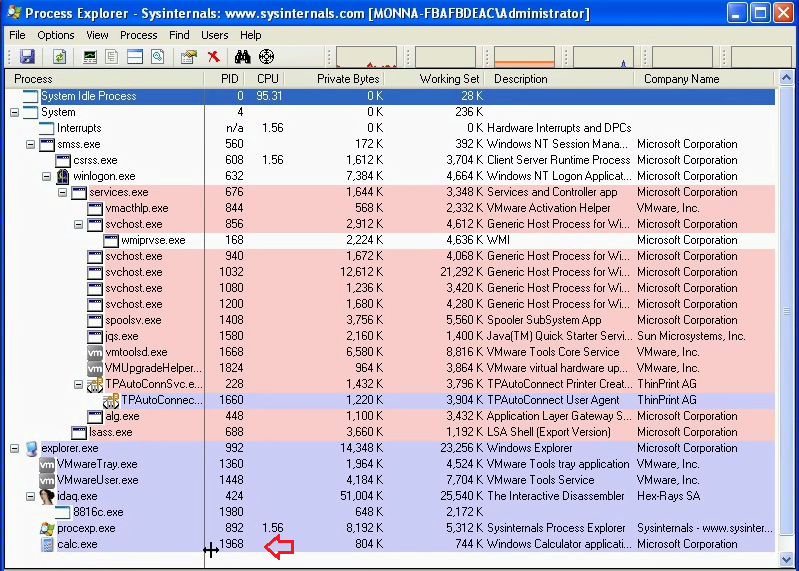 Process Explorer - Sysinternals: www.sysinternals.com [MONNA-FBAFBDEAC\Administrator]
File Options View Process Find Users Help
Process PID CPU Private Bytes Working Set Description Company Name
System Idle Process 0 95.31 0 K 28 K
System 4 0 K 236 K
Interrupts n/a 1.56 0 K 0 K Hardware Interrupts and DPCs
smss.exe 560 172 K 392 K Windows NT Session Mana... Microsoft Corporation
csrss.exe 608 1.56 1,612 K 3,704 K Client Server Runtime Process Microsoft Corporation
winlogon.exe 632 7,384 K 4,664 K Windows NT Logon Applicat... Microsoft Corporation
services.exe 676 1,644 K 3,348 K Services and Controller app Microsoft Corporation
vmacthlp.exe 844 568 K 2,332 K VMware Activation Helper VMware, Inc.
svchost.exe 856 2,912 K 4,612 K Generic Host Process for Wi... Microsoft Corporation
wmiprvse.exe 168 2,224 K 4,636 K WMI Microsoft Corporation
svchost.exe 940 1,672 K 4,068 K Generic Host Process for Wi... Microsoft Corporation
svchost.exe 1032 12,612 K 21,292 K Generic Host Process for Wi... Microsoft Corporation
svchost.exe 1080 1,236 K 3,420 K Generic Host Process for Wi... Microsoft Corporation
svchost.exe 1200 1,680 K 4,280 K Generic Host Process for Wi... Microsoft Corporation
spoolsv.exe 1408 3,756 K 5,560 K Spooler SubSystem App Microsoft Corporation
jqs.exe 1580 2,160 K 1,400 K Java(TM) Quick Starter Servi... Sun Microsystems, Inc.
vmtoolsd.exe 1668 6,580 K 8,816 K VMware Tools Core Service VMware, Inc.
VMUpgradeHelper... 1824 964 K 3,864 K VMware virtual hardware up... VMware, Inc.
TPAutoConnSvc.e... 228 1,432 K 3,796 K TPAutoConnect Printer Creat... ThinPrint AG
TPAutoConnec... 1660 1,220 K 3,904 K TPAutoConnect User Agent ThinPrint AG
alg.exe 448 1,100 K 3,432 K Application Layer Gateway S... Microsoft Corporation
lsass.exe 688 3,660 K 1,192 K LSA Shell (Export Version) Microsoft Corporation
explorer.exe 992 14,348 K 23,256 K Windows Explorer Microsoft Corporation
VMwareTray.exe 1360 1,964 K 4,524 K VMware Tools tray application VMware, Inc.
VMwareUser.exe 1448 4,184 K 7,704 K VMware Tools Service VMware, Inc.
idaq.exe 424 51,004 K 25,540 K The Interactive Disassembler Hex-Rays SA
8816c.exe 1980 648 K 2,172 K
procexp.exe 892 1.56 8,192 K 5,312 K Sysinternals Process Explorer Sysinternals - www.sysinter...
calc.exe 1968 804 K 744 K Windows Calculator applicati... Microsoft Corporation